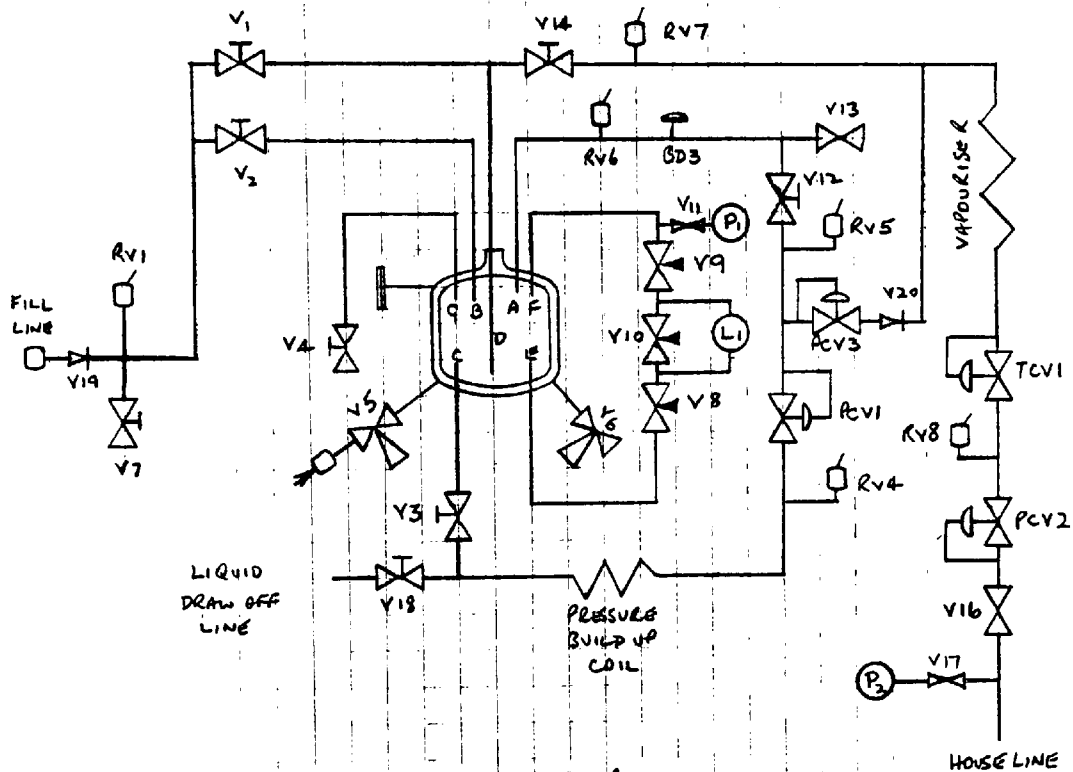 V1
V14
RV7
V2
RV6
BD3
V13
V12
RV5
VAPOURISER
V11
P1
RV1
FILL
LINE
V19
V7
V4
C
B
A
F
D
C
E
V9
V10
L1
V8
PCV3
V20
TCV1
V5
V6
PCV1
RV8
V3
RV4
PCV2
LIQUID
DRAW OFF
LINE
V18
PRESSURE
BUILD UP
COIL
V16
P2
V17
HOUSE LINE